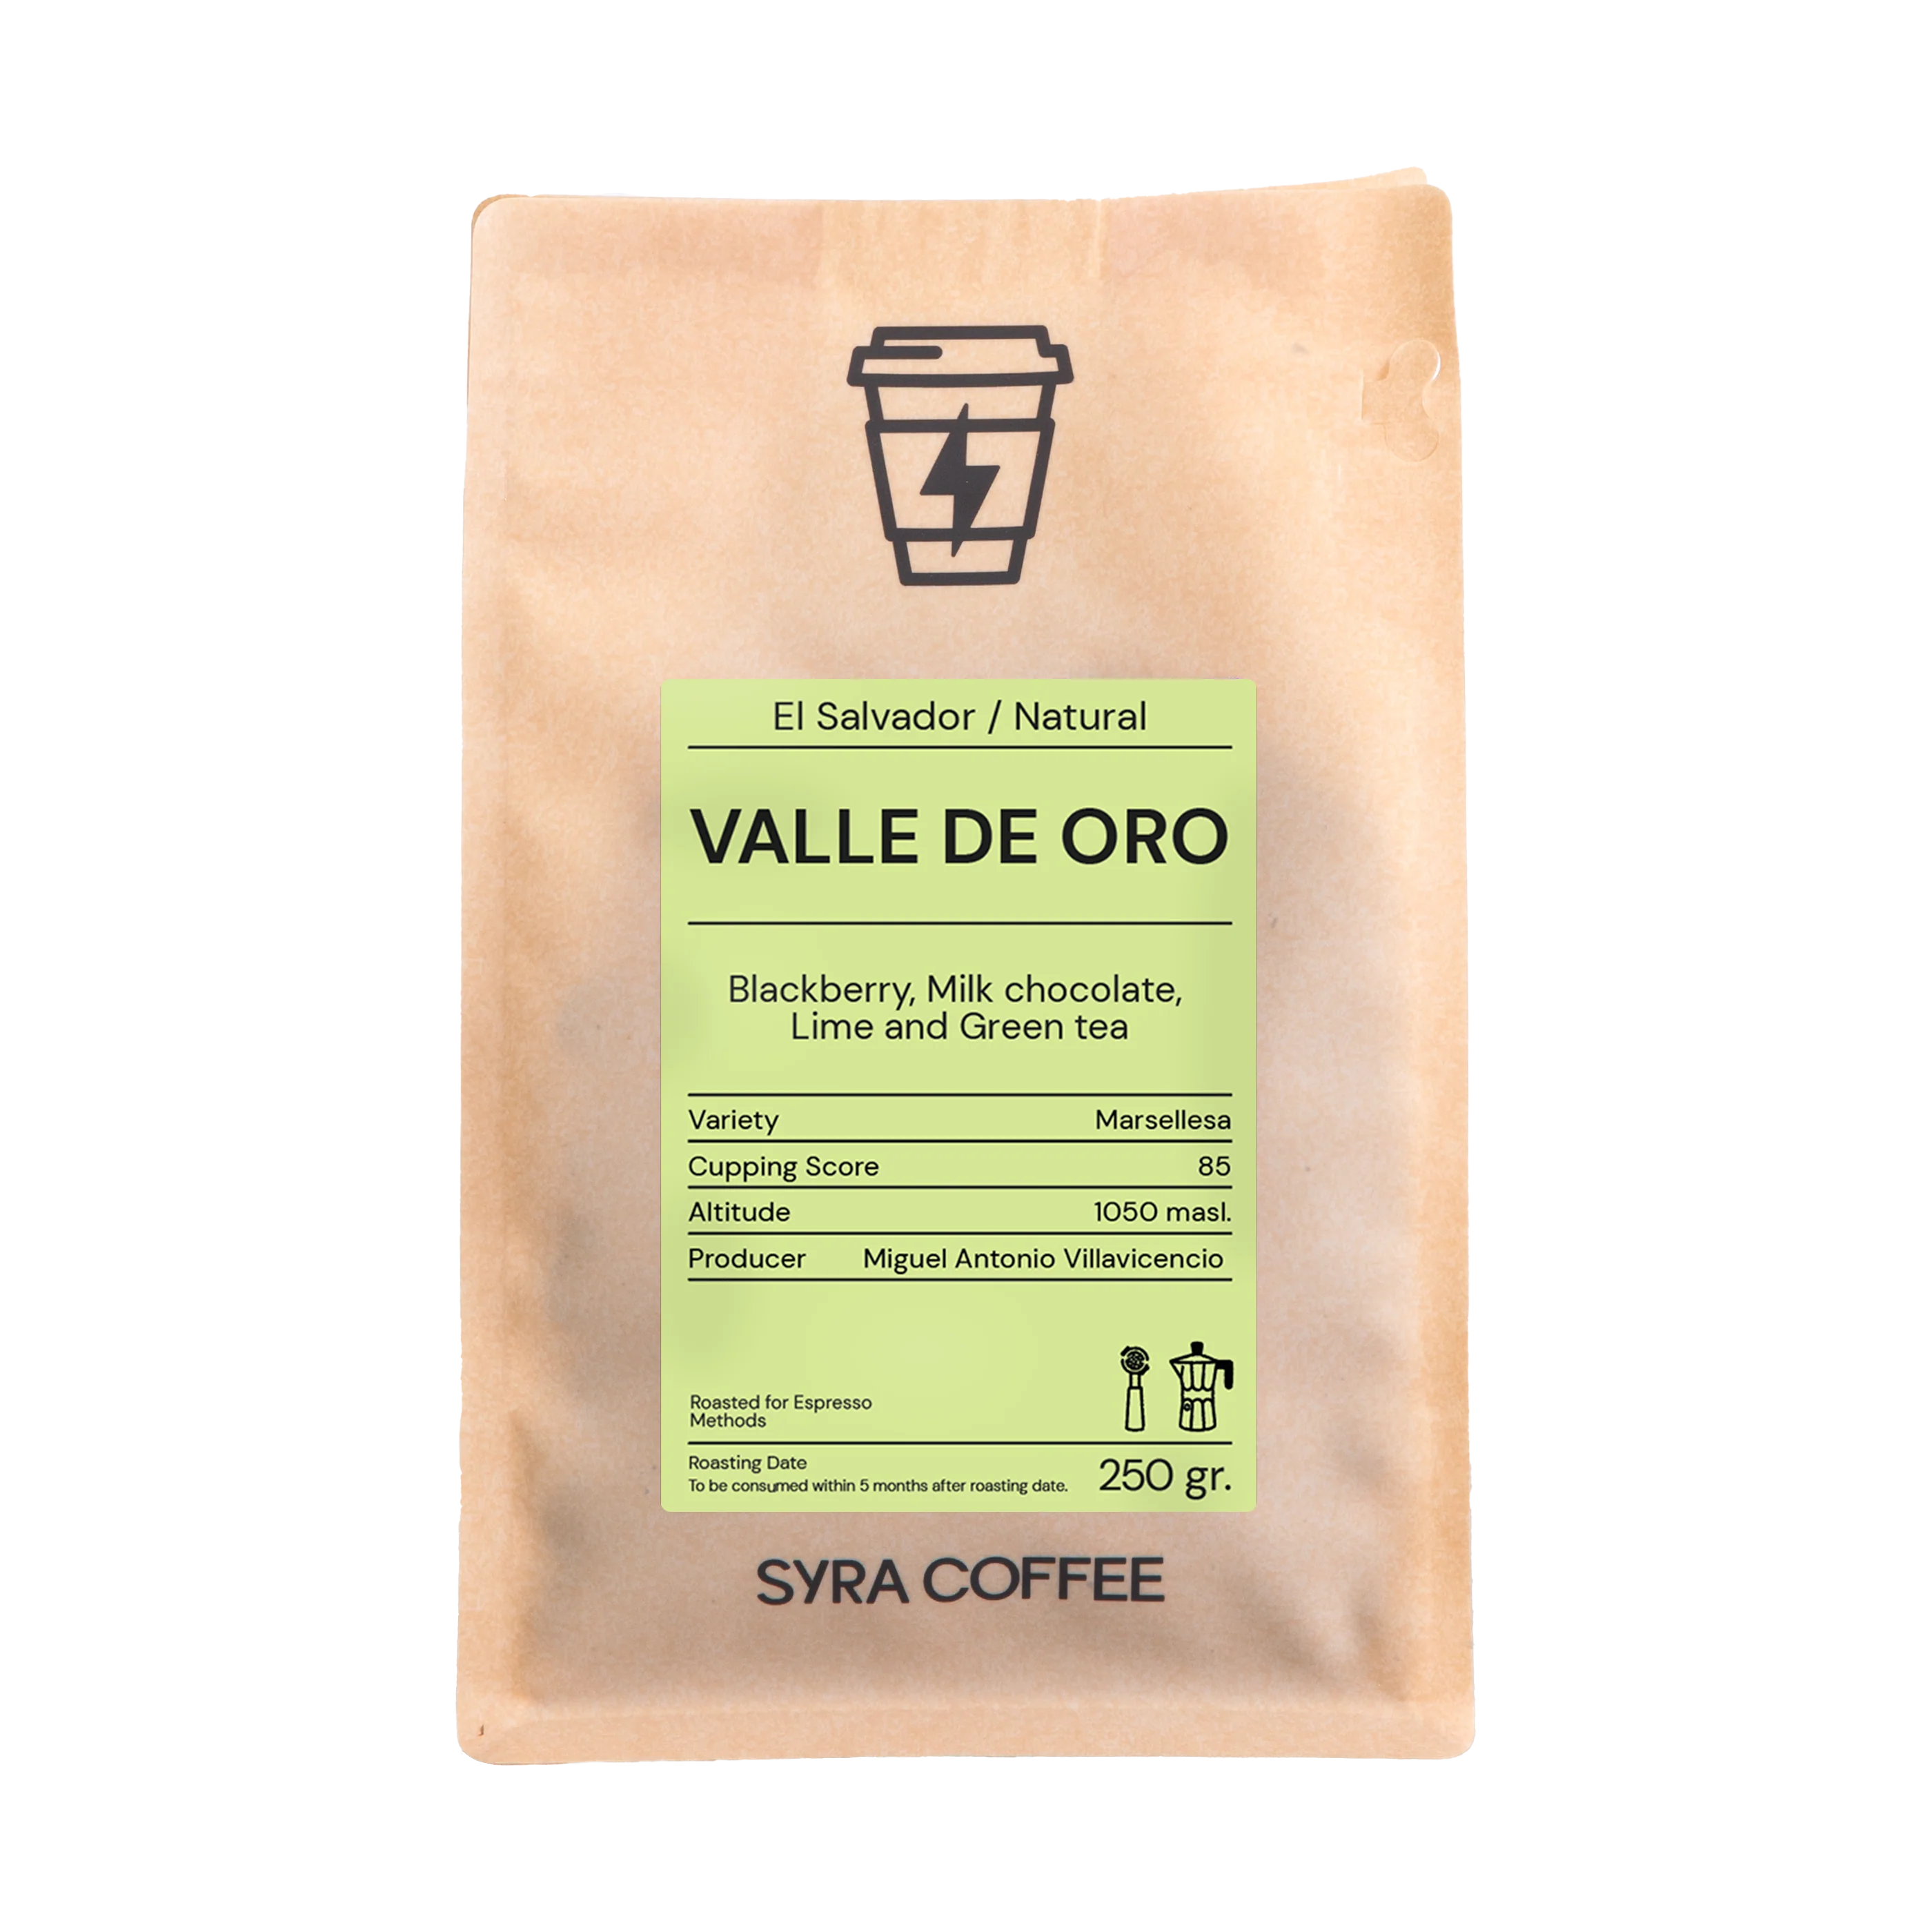 El Salvador / Natural
VALLE DE ORO
Blackberry, Milk chocolate,
Lime and Green tea
Variety Marsellesa
Cupping Score 85
Altitude 1050 masl.
Producer Miguel Antonio Villavicencio
Roasted for Espresso
Methods
Roasting Date
To be consumed within 5 months after roasting date.
250 gr.
SYRA COFFEE